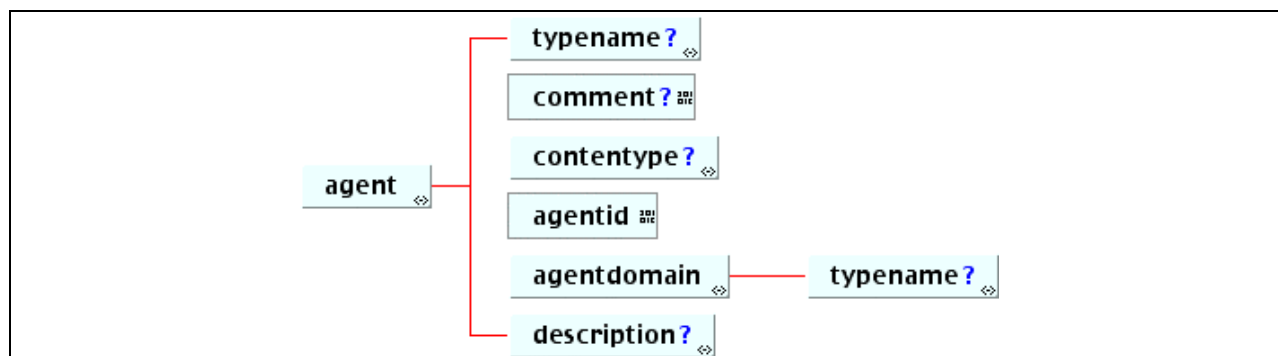 typename?
comment?
contentype?
agent
agentid
agentdomain typename?
description?